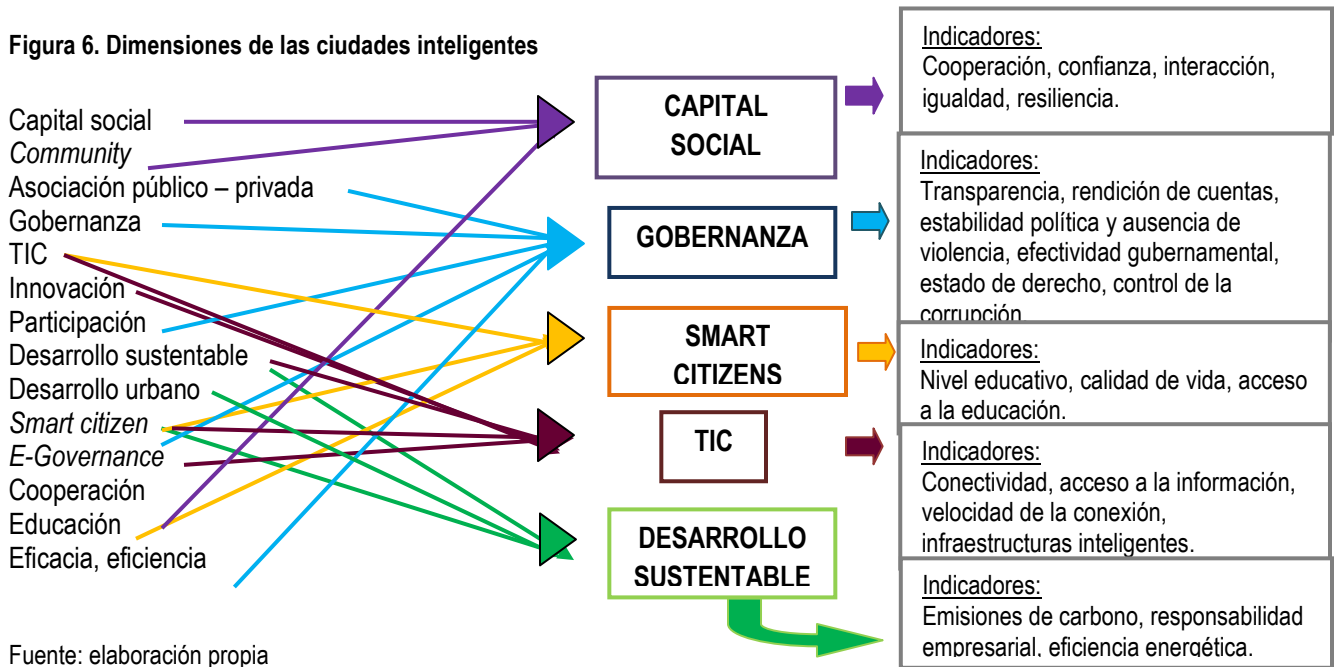 Figura 6. Dimensiones de las ciudades inteligentes
Capital social
Community
Asociación público – privada
Gobernanza
TIC
Innovación
Participación
Desarrollo sustentable
Desarrollo urbano
Smart citizen
E-Governance
Cooperación
Educación
Eficacia, eficiencia
CAPITAL
SOCIAL
GOBERNANZA
SMART
CITIZENS
TIC
DESARROLLO
SUSTENTABLE
Indicadores:
Cooperación, confianza, interacción,
igualdad, resiliencia.
Indicadores:
Transparencia, rendición de cuentas,
estabilidad política y ausencia de
violencia, efectividad gubernamental,
estado de derecho, control de la
corrupción
Indicadores:
Nivel educativo, calidad de vida, acceso
a la educación.
Indicadores:
Conectividad, acceso a la información,
velocidad de la conexión,
infraestructuras inteligentes.
Indicadores:
Emisiones de carbono, responsabilidad
empresarial, eficiencia energética.
Fuente: elaboración propia